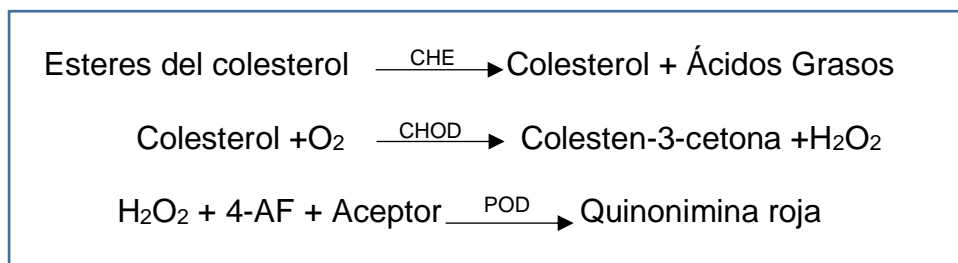 Esteres del colesterol CHE Colesterol + Ácidos Grasos
Colesterol +O2 CHOD Colesten-3-cetona +H2O2
H2O2 + 4-AF + Aceptor POD Quinonimina roja